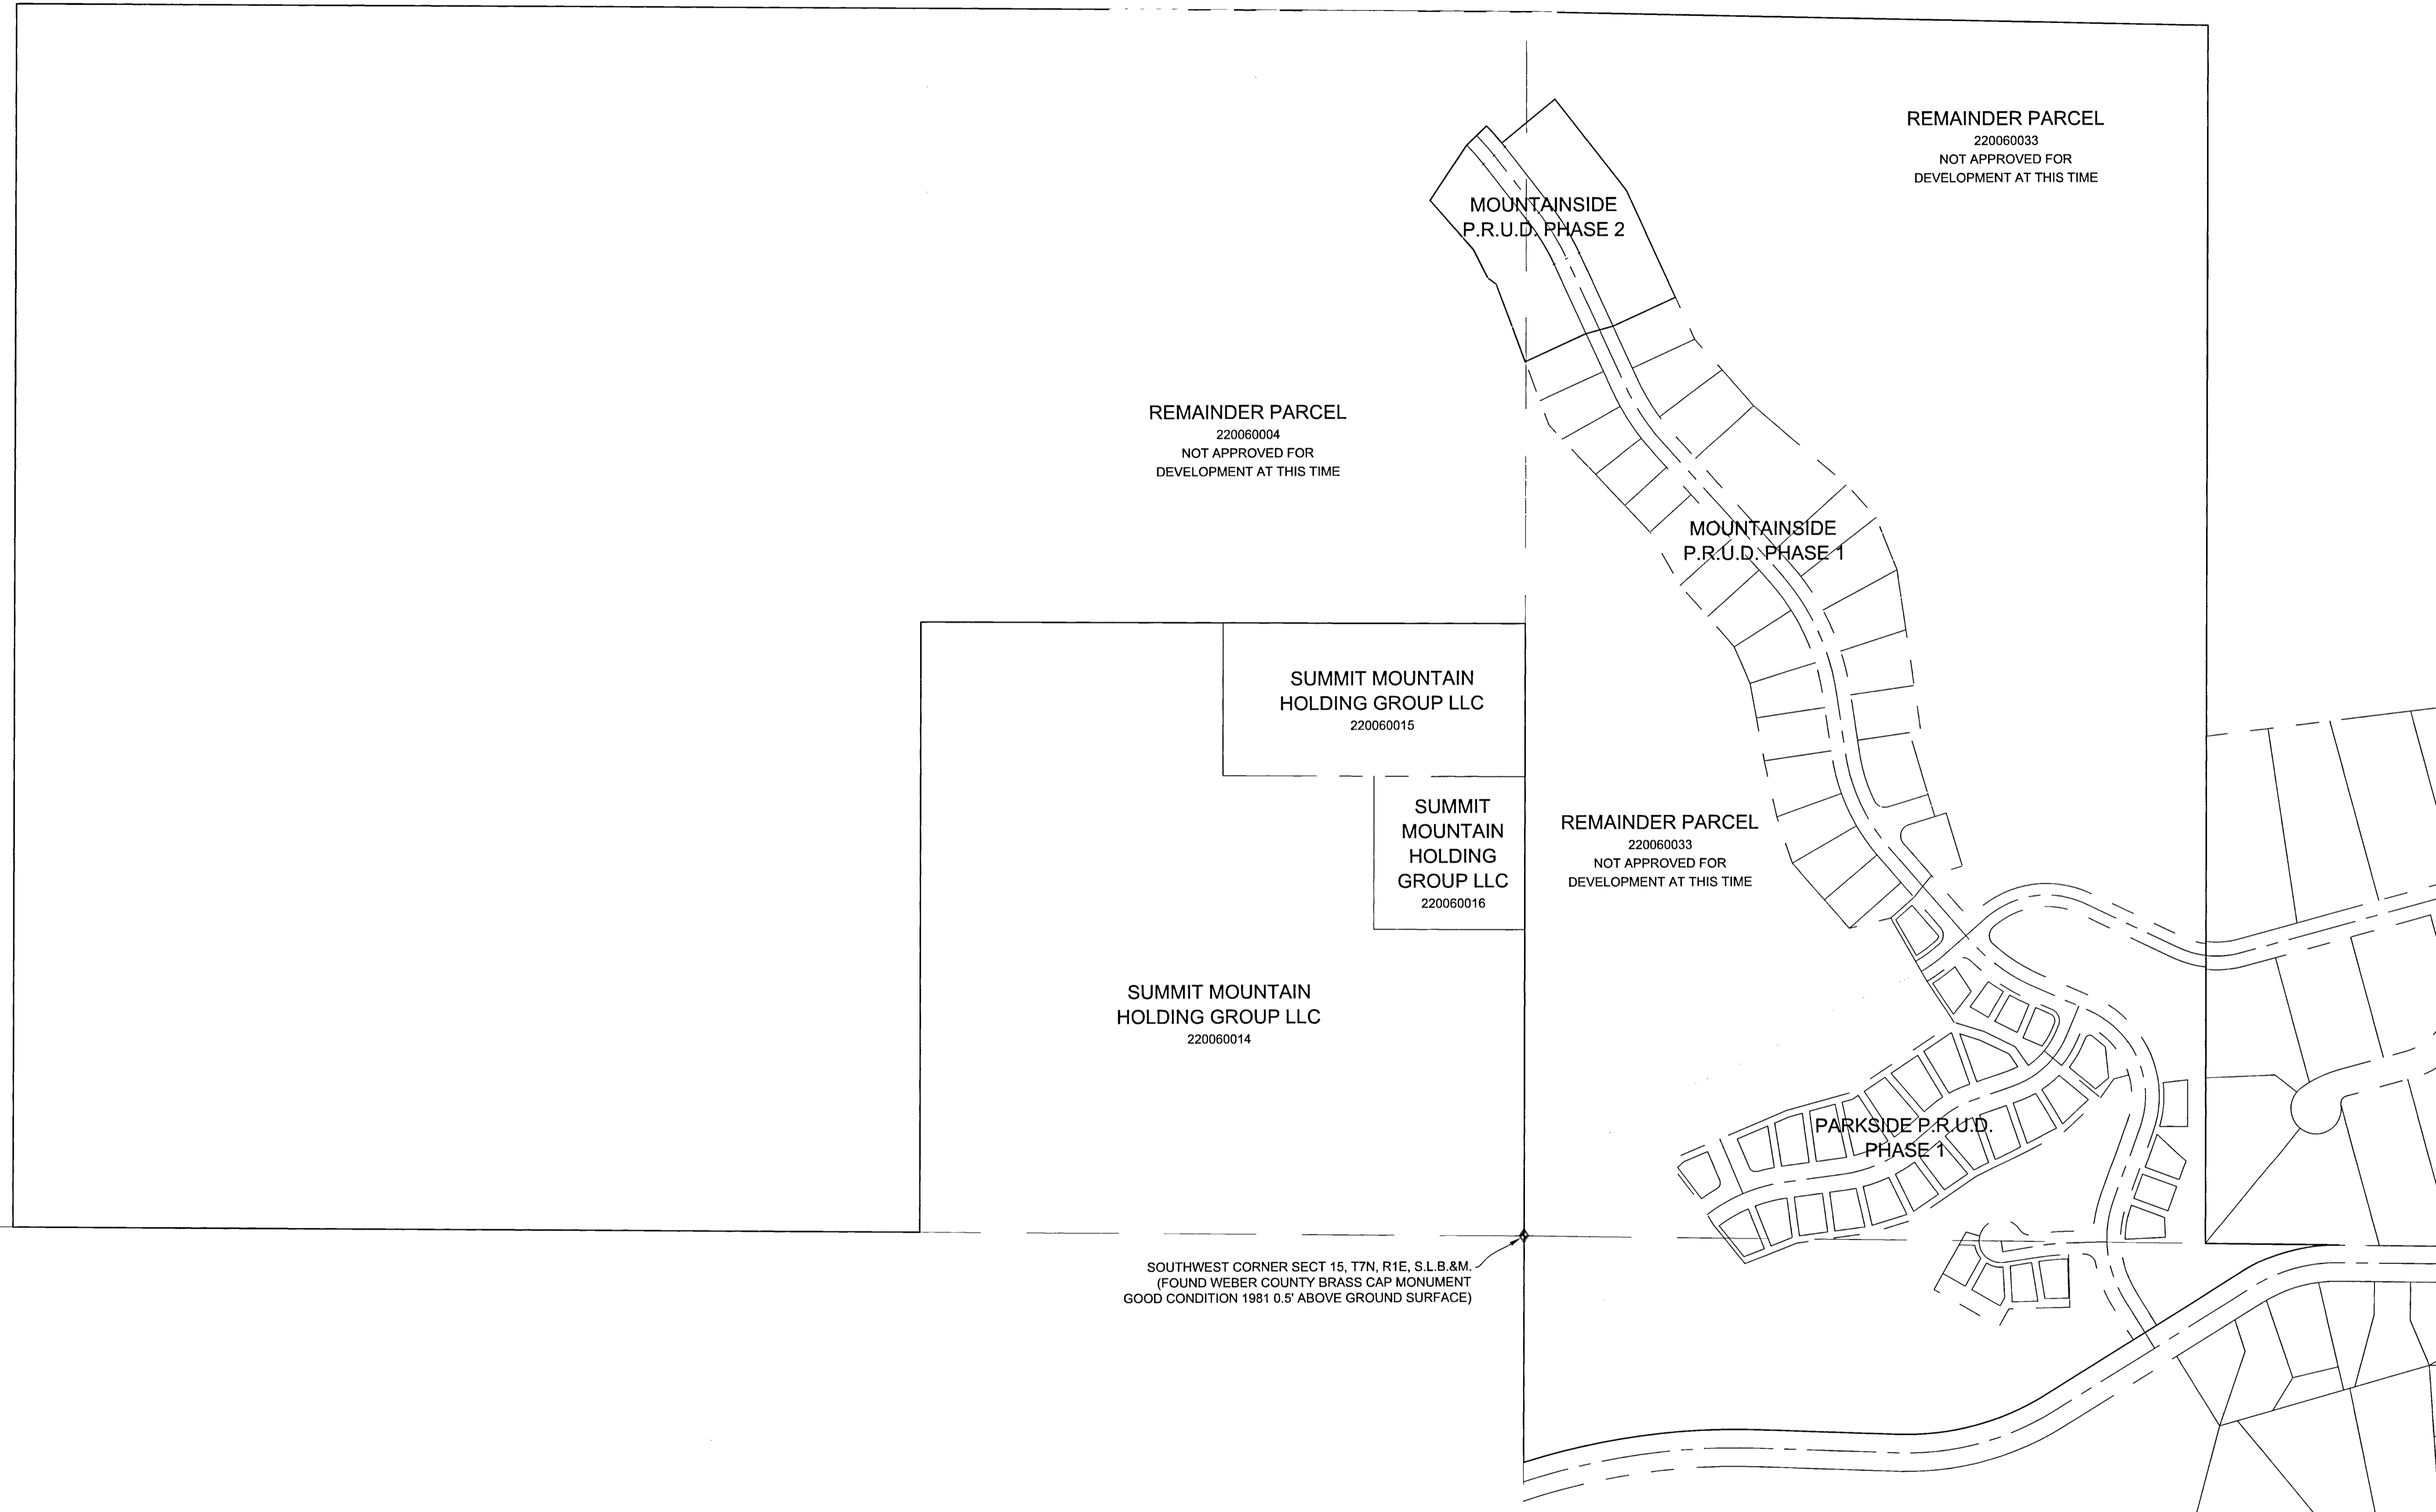 REMAINDER PARCEL
220060033
NOT APPROVED FOR
DEVELOPMENT AT THIS TIME
MOUNTAINSIDE
P.R.U.D. PHASE 2
REMAINDER PARCEL
220060004
NOT APPROVED FOR
DEVELOPMENT AT THIS TIME
MOUNTAINSIDE
P.R.U.D. PHASE 1
SUMMIT MOUNTAIN
HOLDING GROUP LLC
220060015
SUMMIT
MOUNTAIN
HOLDING
GROUP LLC
220060016
REMAINDER PARCEL
220060033
NOT APPROVED FOR
DEVELOPMENT AT THIS TIME
SUMMIT MOUNTAIN
HOLDING GROUP LLC
220060014
PARKSIDE P.R.U.D.
PHASE 1
SOUTHWEST CORNER SECT 15, T7N, R1E, S.L.B.&M.
(FOUND WEBER COUNTY BRASS CAP MONUMENT
GOOD CONDITION 1981 0.5' ABOVE GROUND SURFACE)